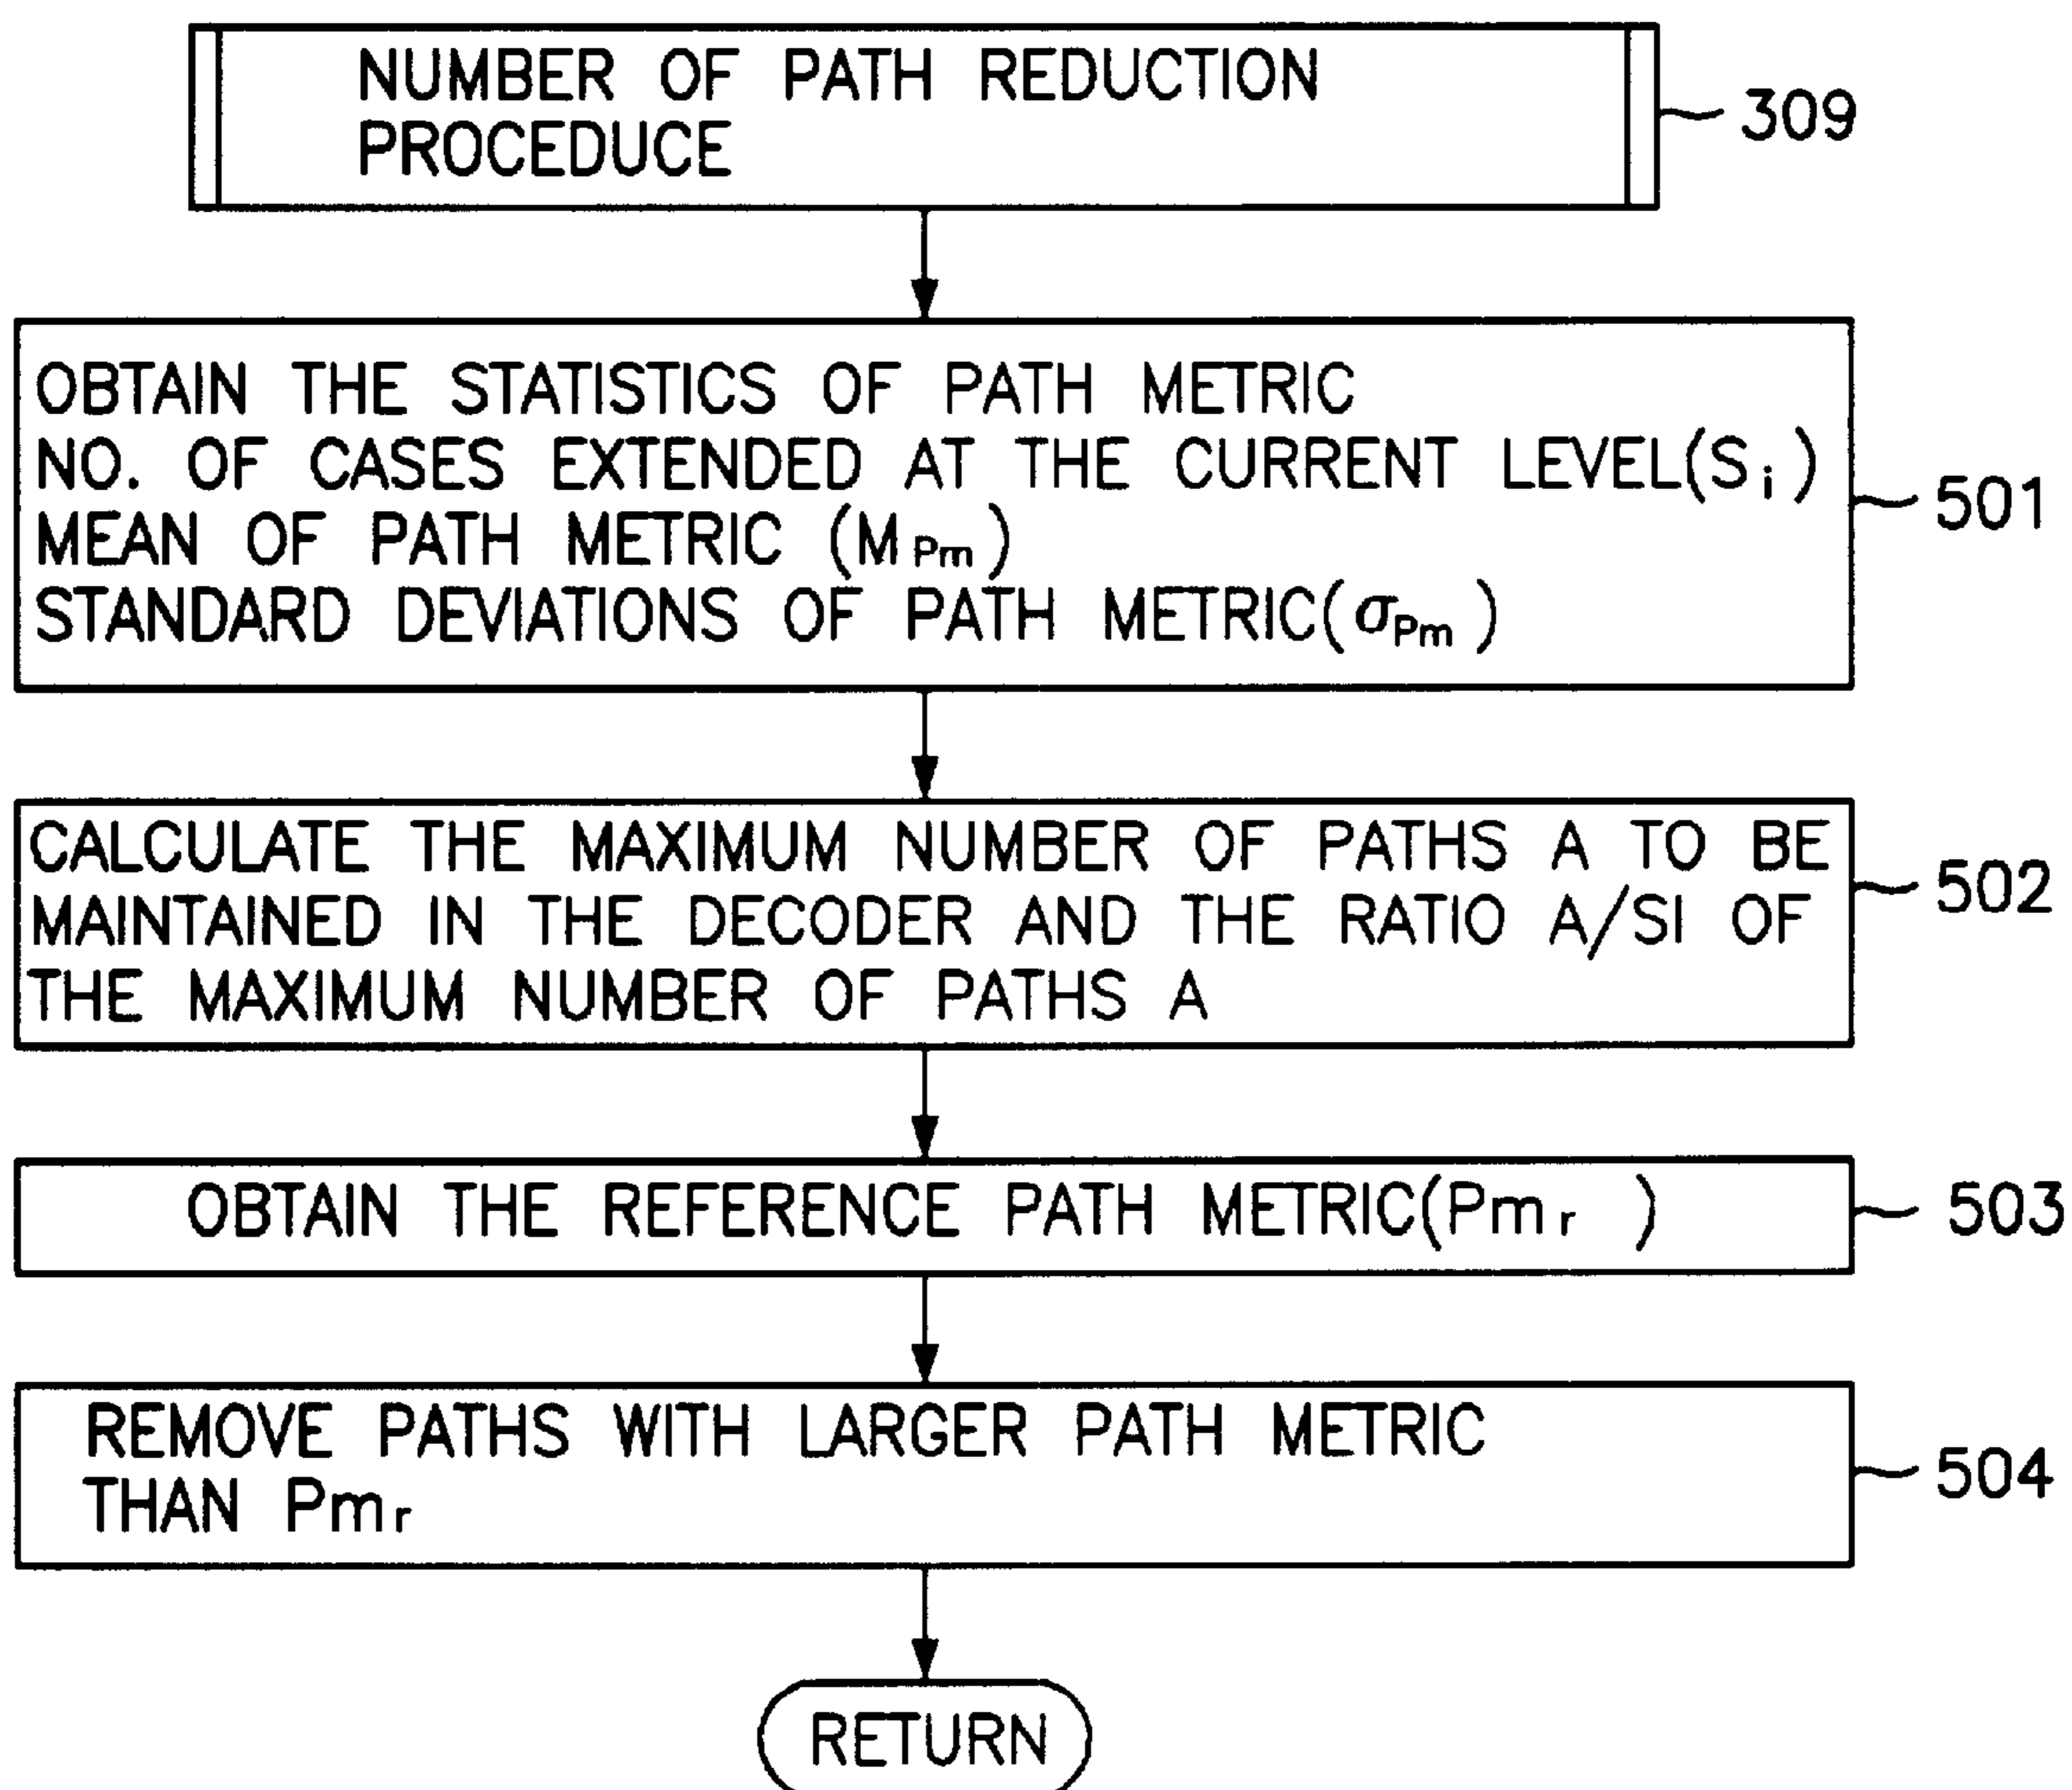 NUMBER OF PATH REDUCTION
PROCEDUCE
309
OBTAIN THE STATISTICS OF PATH METRIC
NO. OF CASES EXTENDED AT THE CURRENT LEVEL(Si)
MEAN OF PATH METRIC (MPm)
STANDARD DEVIATIONS OF PATH METRIC(σPm)
501
CALCULATE THE MAXIMUM NUMBER OF PATHS A TO BE
MAINTAINED IN THE DECODER AND THE RATIO A/SI OF
THE MAXIMUM NUMBER OF PATHS A
502
OBTAIN THE REFERENCE PATH METRIC(Pmr )
503
REMOVE PATHS WITH LARGER PATH METRIC
THAN Pmr
504
RETURN